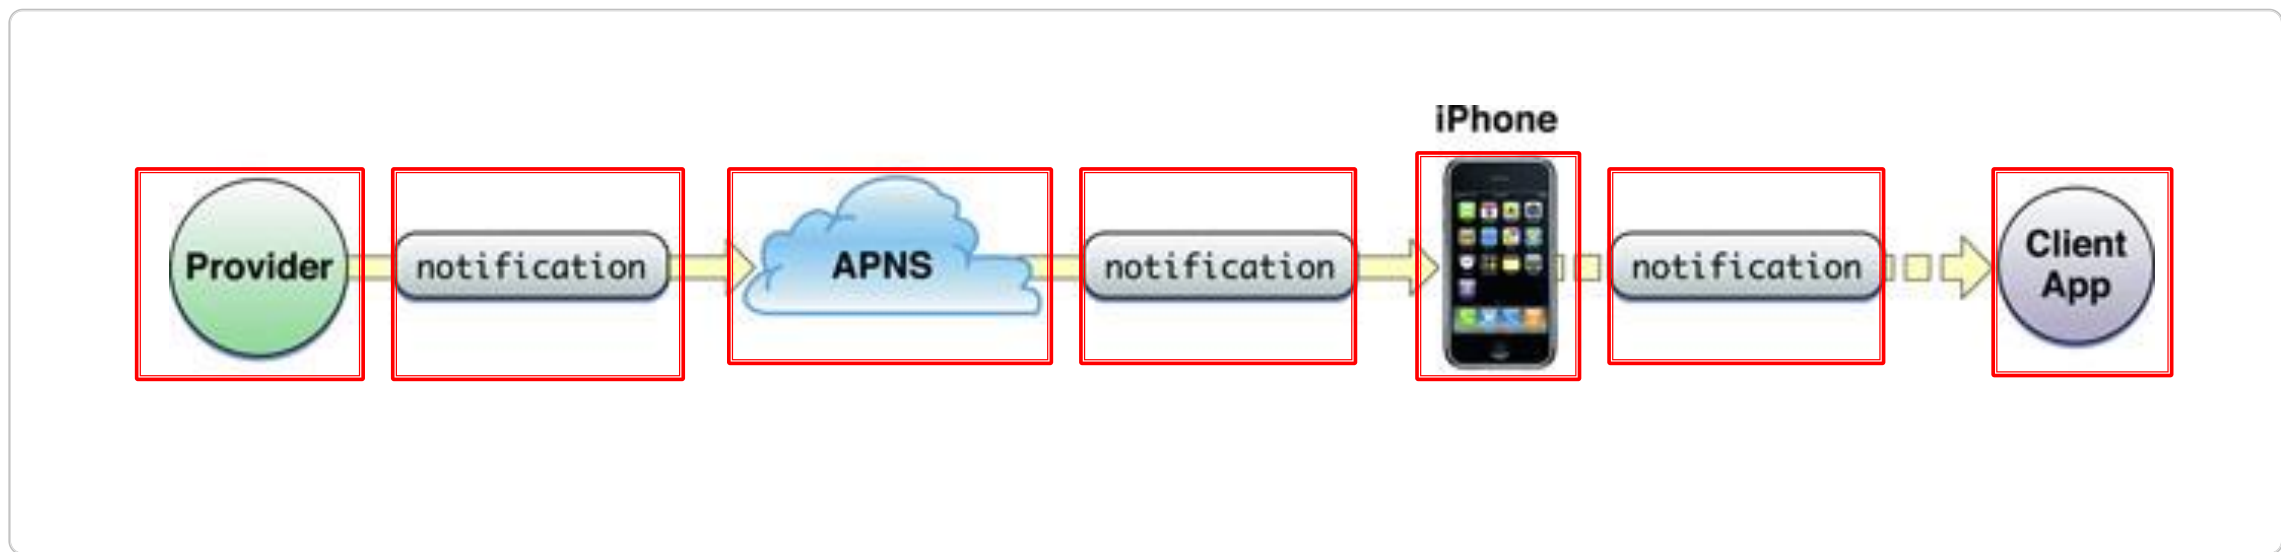 iPhone
Provider
notification
APNS
notification
notification
Client
App